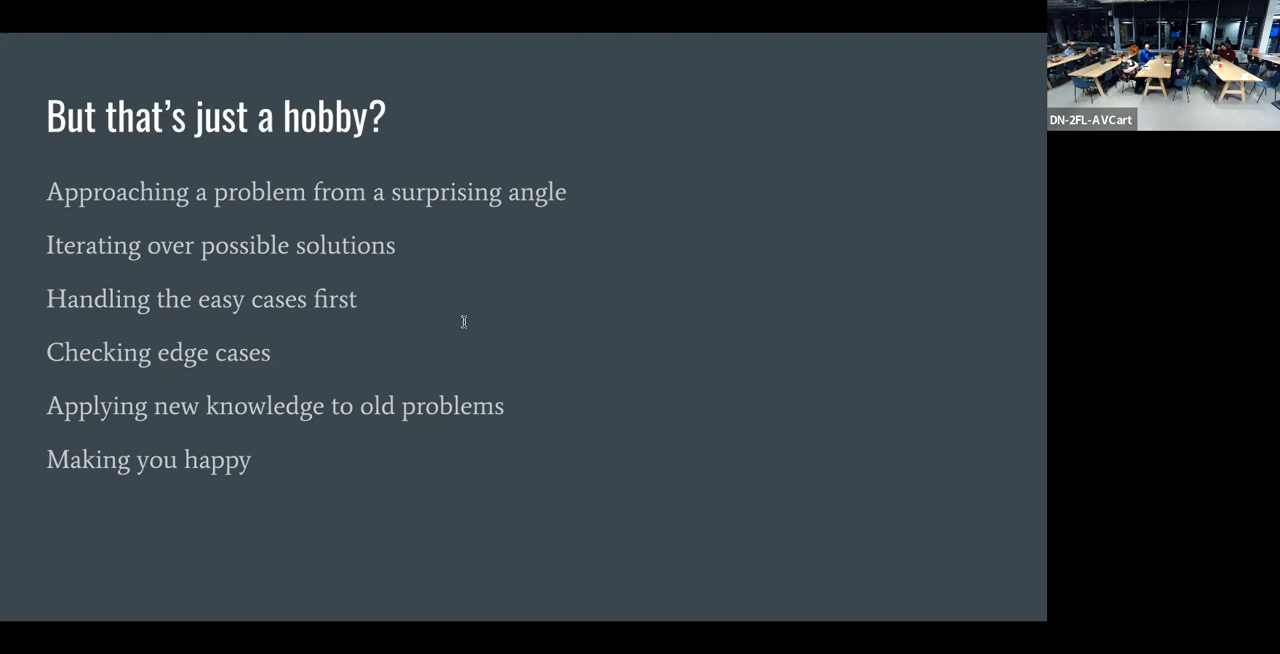 But that’s just a hobby?
Approaching a problem from a surprising angle
Iterating over possible solutions
Handling the easy cases first
Checking edge cases
Applying new knowledge to old problems
Making you happy
DN-2FL-AVCart